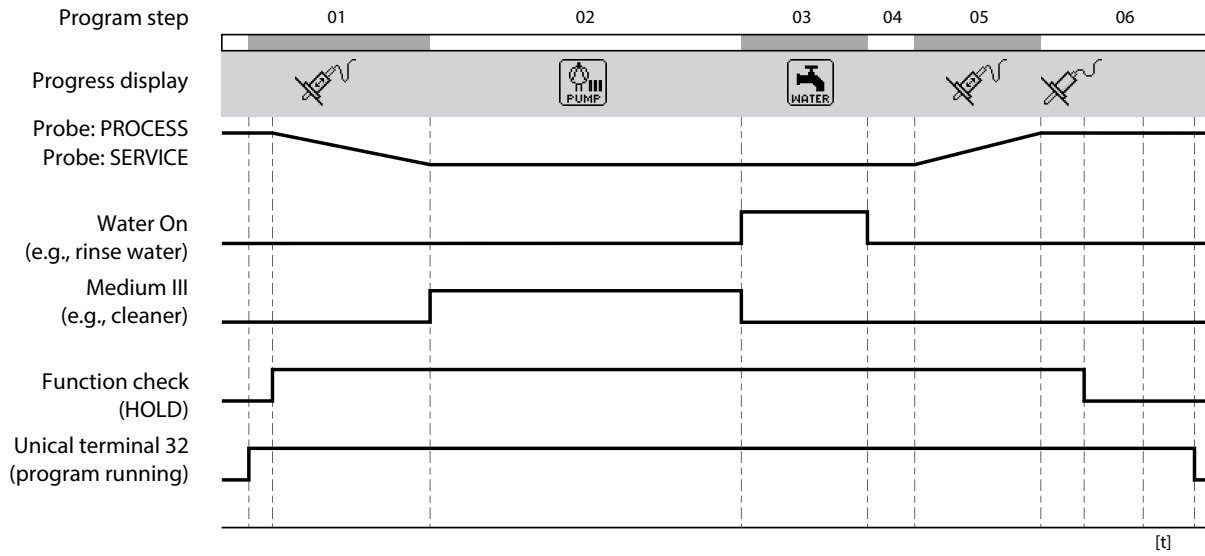 Program step 01 02 03 04 05 06
Progress display
PUMP WATER
Probe: PROCESS
Probe: SERVICE
Water On
(e.g., rinse water)
Medium III
(e.g., cleaner)
Function check
(HOLD)
Unical terminal 32
(program running)
[t]